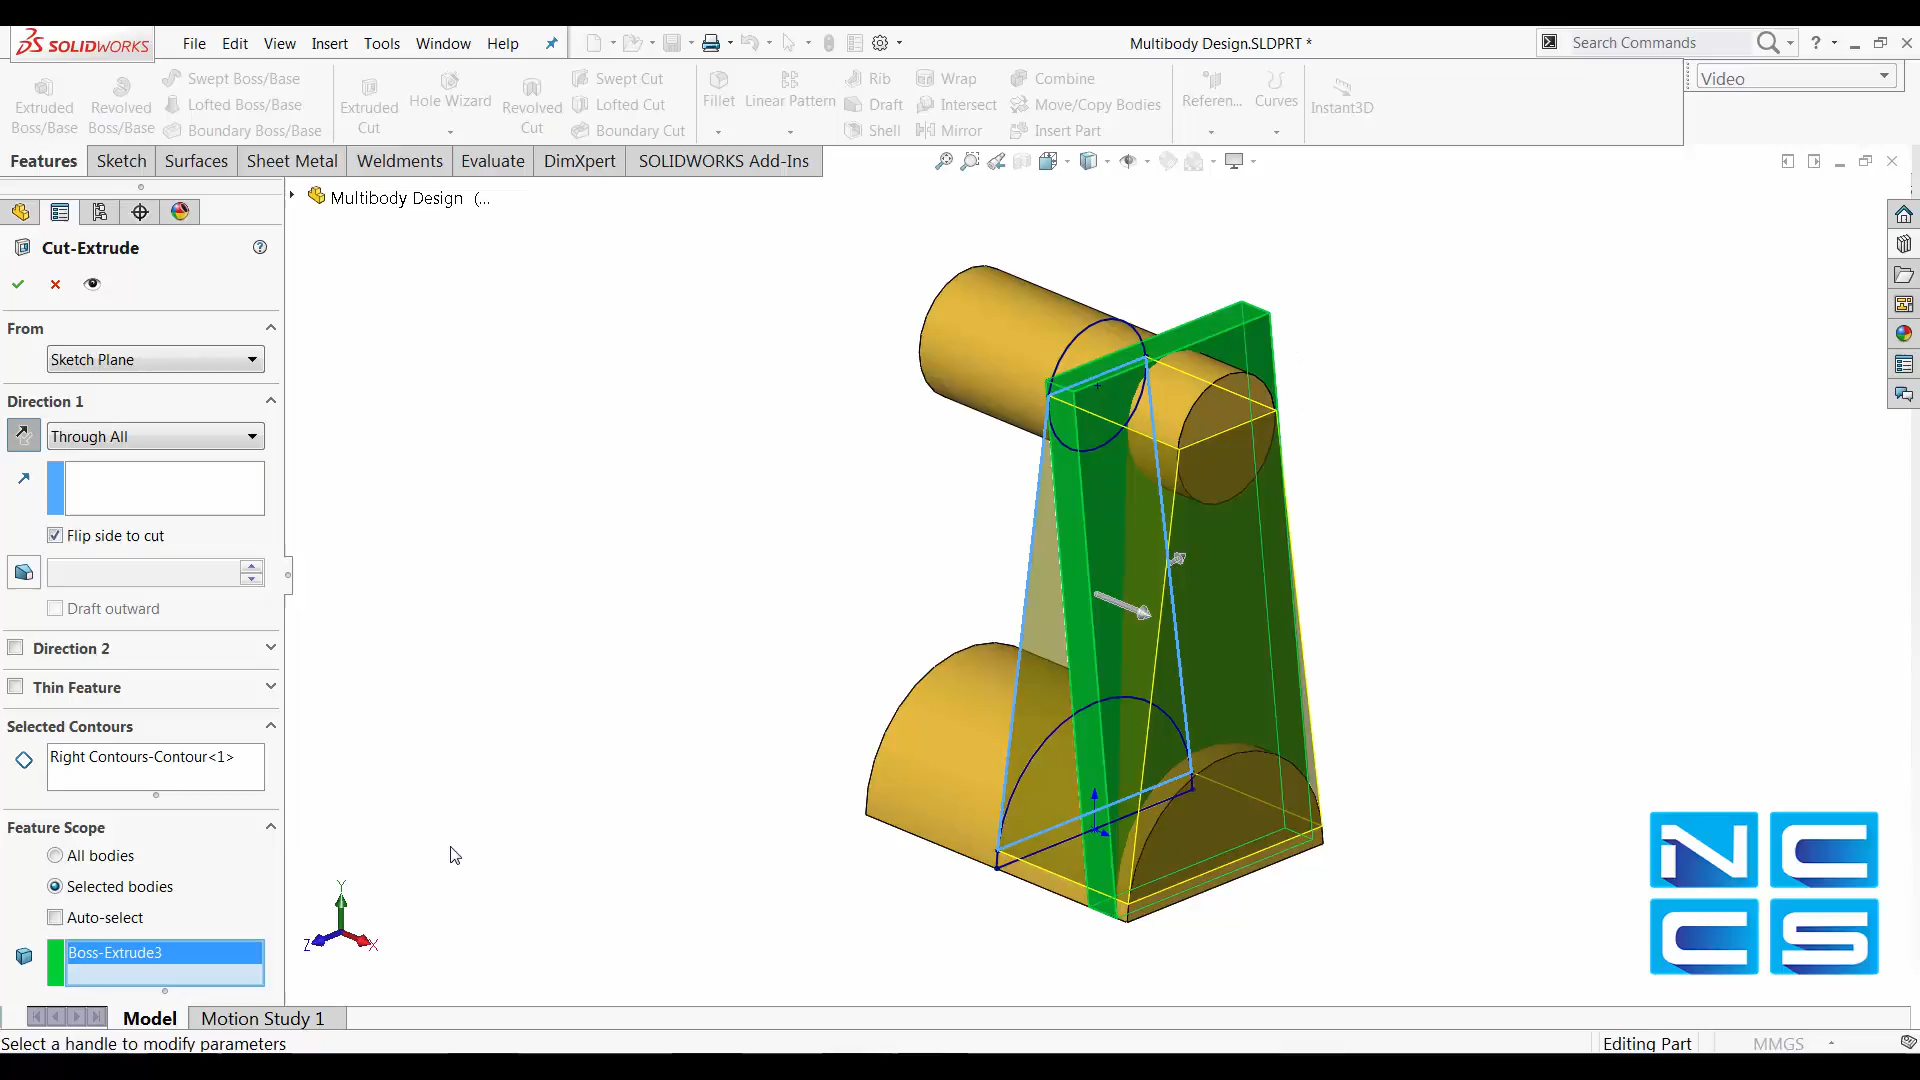 SOLIDWORKS
File Edit View Insert Tools Window Help
Multibody Design.SLDPRT *
Search Commands
?
Video
Extruded Boss/Base
Revolved Boss/Base
Swept Boss/Base
Lofted Boss/Base
Boundary Boss/Base
Extruded Cut
Hole Wizard
Revolved Cut
Swept Cut
Lofted Cut
Boundary Cut
Fillet
Linear Pattern
Rib
Draft
Shell
Wrap
Intersect
Mirror
Combine
Move/Copy Bodies
Insert Part
Referen...
Curves
Instant3D
Features Sketch Surfaces Sheet Metal Weldments Evaluate DimXpert SOLIDWORKS Add-Ins
Multibody Design (...
Cut-Extrude
?
From
Sketch Plane
Direction 1
Through All
Flip side to cut
Draft outward
Direction 2
Thin Feature
Selected Contours
Right Contours-Contour<1>
Feature Scope
All bodies
Selected bodies
Auto-select
Boss-Extrude3
Y
Z
X
N C
C S
Model Motion Study 1
Select a handle to modify parameters
Editing Part
MMGS